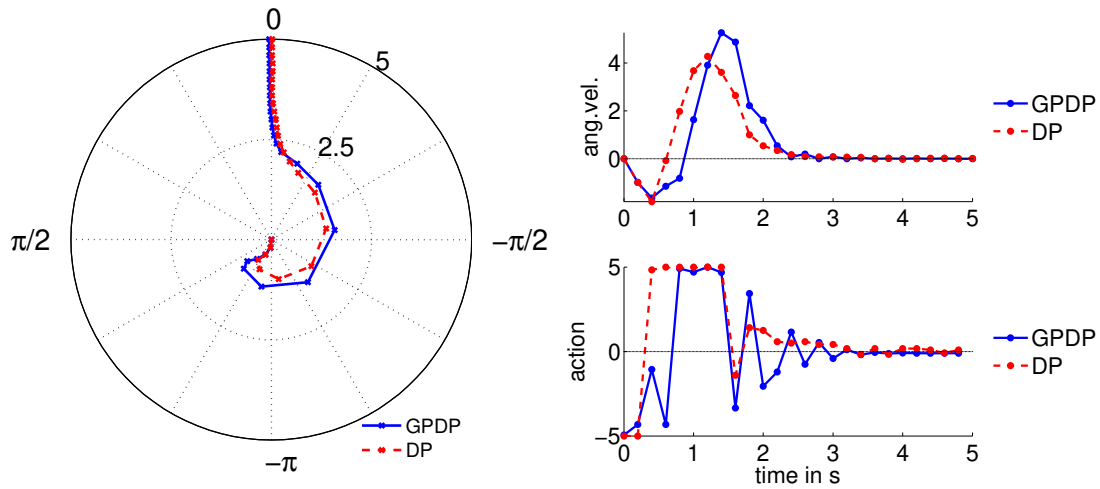 0
5
2.5
π/2
−π/2
−π
GPDP
DP
ang.vel.
4
2
0
0 1 2 3 4 5
GPDP
DP
action
5
0
−5
0 1 2 3 4 5
time in s
GPDP
DP